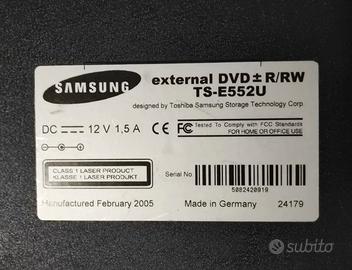 SAMSUNG
external DVD±R/RW
TS-E552U
designed by Toshiba Samsung Storage Technology Corp.
DC 12 V 1,5 A
CE FC Tested To Comply with FCC Standards
FOR HOME OR OFFICE USE
CLASS 1 LASER PRODUCT
KLASSE 1 LASER PRODUKT
Serial No.
5082420919
Manufactured February 2005
Made in Germany
24179
subito